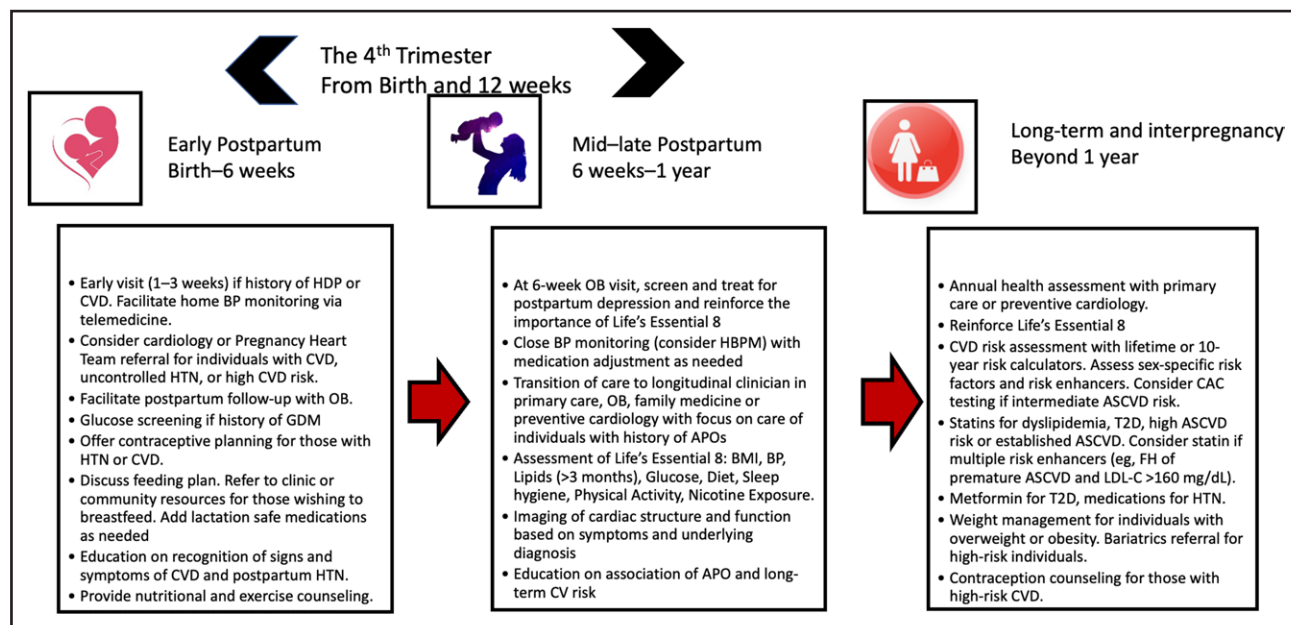 The 4th Trimester
From Birth and 12 weeks
Early Postpartum
Birth–6 weeks
Mid–late Postpartum
6 weeks–1 year
Long-term and interpregnancy
Beyond 1 year
• Early visit (1–3 weeks) if history of HDP or
CVD. Facilitate home BP monitoring via
telemedicine.
• Consider cardiology or Pregnancy Heart
Team referral for individuals with CVD,
uncontrolled HTN, or high CVD risk.
• Facilitate postpartum follow-up with OB.
• Glucose screening if history of GDM
• Offer contraceptive planning for those with
HTN or CVD.
• Discuss feeding plan. Refer to clinic or
community resources for those wishing to
breastfeed. Add lactation safe medications
as needed
• Education on recognition of signs and
symptoms of CVD and postpartum HTN.
• Provide nutritional and exercise counseling.
• At 6-week OB visit, screen and treat for
postpartum depression and reinforce the
importance of Life's Essential 8
• Close BP monitoring (consider HBPM) with
medication adjustment as needed
• Transition of care to longitudinal clinician in
primary care, OB, family medicine or
preventive cardiology with focus on care of
individuals with history of APOs
• Assessment of Life's Essential 8: BMI, BP,
Lipids (>3 months), Glucose, Diet, Sleep
hygiene, Physical Activity, Nicotine Exposure.
• Imaging of cardiac structure and function
based on symptoms and underlying
diagnosis
• Education on association of APO and long-
term CV risk
• Annual health assessment with primary
care or preventive cardiology.
• Reinforce Life's Essential 8
• CVD risk assessment with lifetime or 10-
year risk calculators. Assess sex-specific risk
factors and risk enhancers. Consider CAC
testing if intermediate ASCVD risk.
• Statins for dyslipidemia, T2D, high ASCVD
risk or established ASCVD. Consider statin if
multiple risk enhancers (eg, FH of
premature ASCVD and LDL-C >160 mg/dL).
• Metformin for T2D, medications for HTN.
• Weight management for individuals with
overweight or obesity. Bariatrics referral for
high-risk individuals.
• Contraception counseling for those with
high-risk CVD.